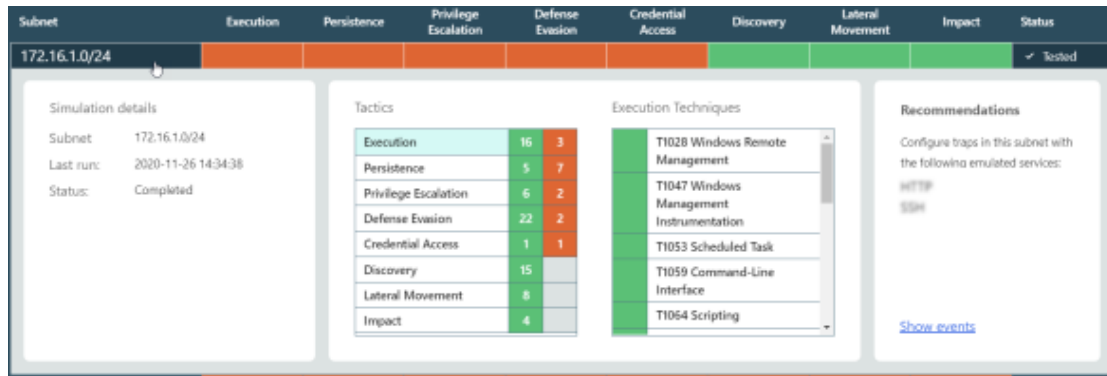 Subnet Execution Persistence Privilege Escalation Defense Evasion Credential Access Discovery Lateral Movement Impact Status
172.16.1.0/24 ✓ Tested
Simulation details
Subnet 172.16.1.0/24
Last run: 2020-11-26 14:34:38
Status: Completed
Tactics
Execution 16 3
Persistence 5 7
Privilege Escalation 6 2
Defense Evasion 22 2
Credential Access 1 1
Discovery 15
Lateral Movement 8
Impact 4
Execution Techniques
T1028 Windows Remote
Management
T1047 Windows
Management
Instrumentation
T1053 Scheduled Task
T1059 Command-Line
Interface
T1064 Scripting
Recommendations
Configure traps in this subnet with
the following emulated services:
HTTP
SSH
Show events